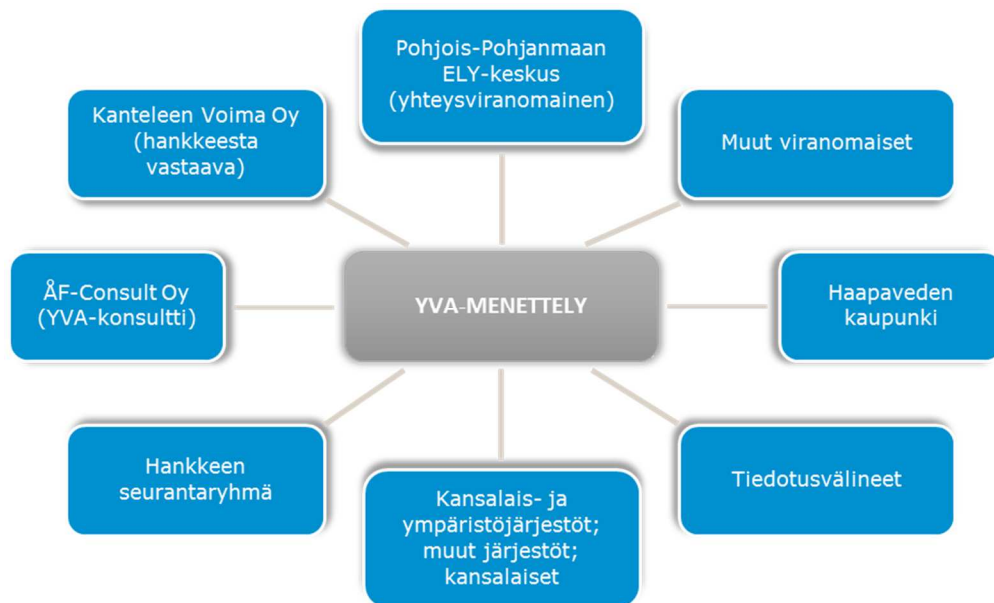 Pohjois-Pohjanmaan
ELY-keskus
(yhteysviranomainen)
Kanteleen Voima Oy
(hankkeesta
vastaava)
Muut viranomaiset
ÅF-Consult Oy
(YVA-konsultti)
YVA-MENETTELY
Haapaveden
kaupunki
Hankkeen
seurantaryhmä
Kansalais- ja
ympäristöjärjestöt;
muut järjestöt;
kansalaiset
Tiedotusvälineet